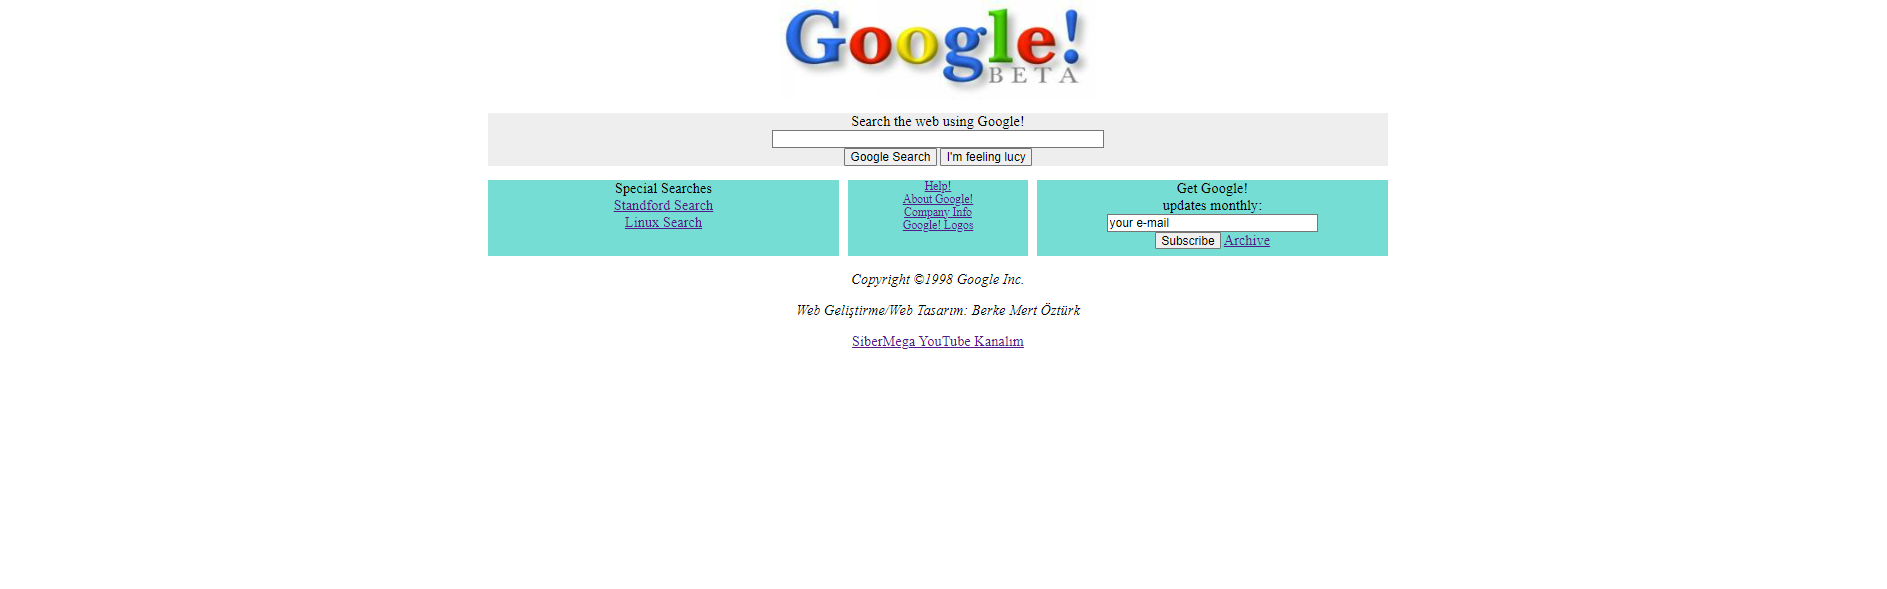 Google!
BETA
Search the web using Google!
Google Search I'm feeling lucy
Special Searches
Standford Search
Linux Search
Help!
About Google!
Company Info
Google! Logos
Get Google!
updates monthly:
your e-mail
Subscribe Archive
Copyright ©1998 Google Inc.
Web Geliştirme/Web Tasarım: Berke Mert Öztürk
SiberMega YouTube Kanalım